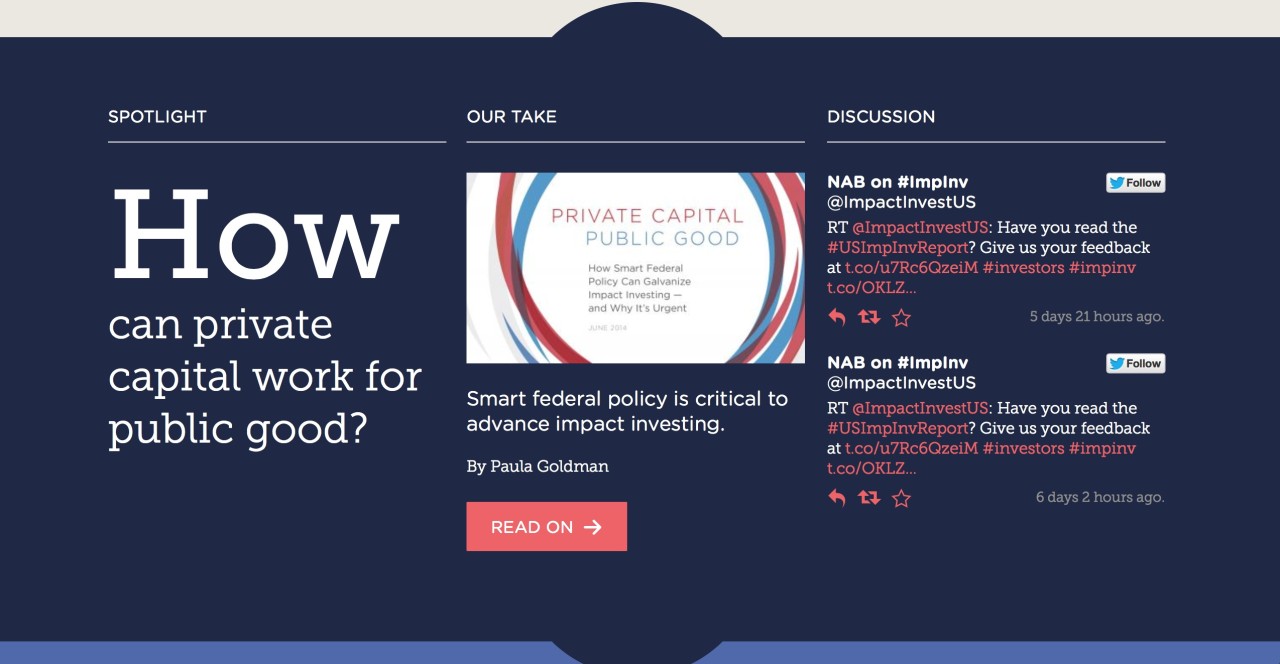 SPOTLIGHT
How
can private
capital work for
public good?
OUR TAKE
PRIVATE CAPITAL
PUBLIC GOOD
How Smart Federal
Policy Can Galvanize
Impact Investing —
and Why It's Urgent
JUNE 2014
Smart federal policy is critical to
advance impact investing.
By Paula Goldman
READ ON →
DISCUSSION
NAB on #ImpInv
Follow
@ImpactInvestUS
RT @ImpactInvestUS: Have you read the
#USImpInvReport? Give us your feedback
at t.co/u7Rc6QzeiM #investors #impinv
t.co/OKLZ...
5 days 21 hours ago.
NAB on #ImpInv
Follow
@ImpactInvestUS
RT @ImpactInvestUS: Have you read the
#USImpInvReport? Give us your feedback
at t.co/u7Rc6QzeiM #investors #impinv
t.co/OKLZ...
6 days 2 hours ago.